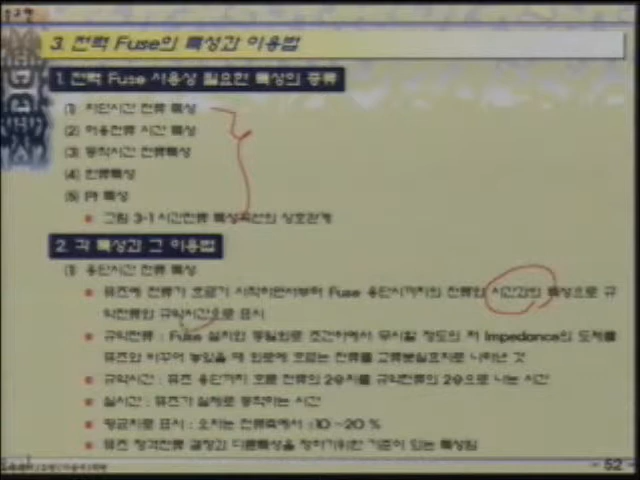 3. 전력 Fuse의 특성과 이용법
1. 전력 Fuse 사용상 필요한 특성의 종류
(1) 차단시간 전류 특성
(2) 허용전류 시간 특성
(3) 동작시간 전류특성
(4) 한류특성
(5) I²t 특성
그림 3-1 시간전류 특성곡선의 상호관계
2. 각 특성과 그 이용법
(1) 용단시간 전류 특성
퓨즈에 전류가 흐르기 시작하면서부터 Fuse 용단시까지의 전류와 시간과의 특성으로 규
약전류와 규약시간으로 표시
규약전류 : Fuse 설치와 동일회로 조건하에서 무시할 정도의 저 Impedance의 도체를
퓨즈와 바꾸어 놓았을 때 회로에 흐르는 전류를 교류분실효치로 나타낸 것
규약시간 : 퓨즈 용단까지 흐른 전류의 2승치를 규약전류의 2승으로 나눈 시간
실시간 : 퓨즈가 실제로 동작하는 시간
평균치로 표시 : 오차는 전류축에서 ±10~20 %
퓨즈 정격전류 결정과 다른특성을 정하기위한 기준이 있는 특성임
- 52 -